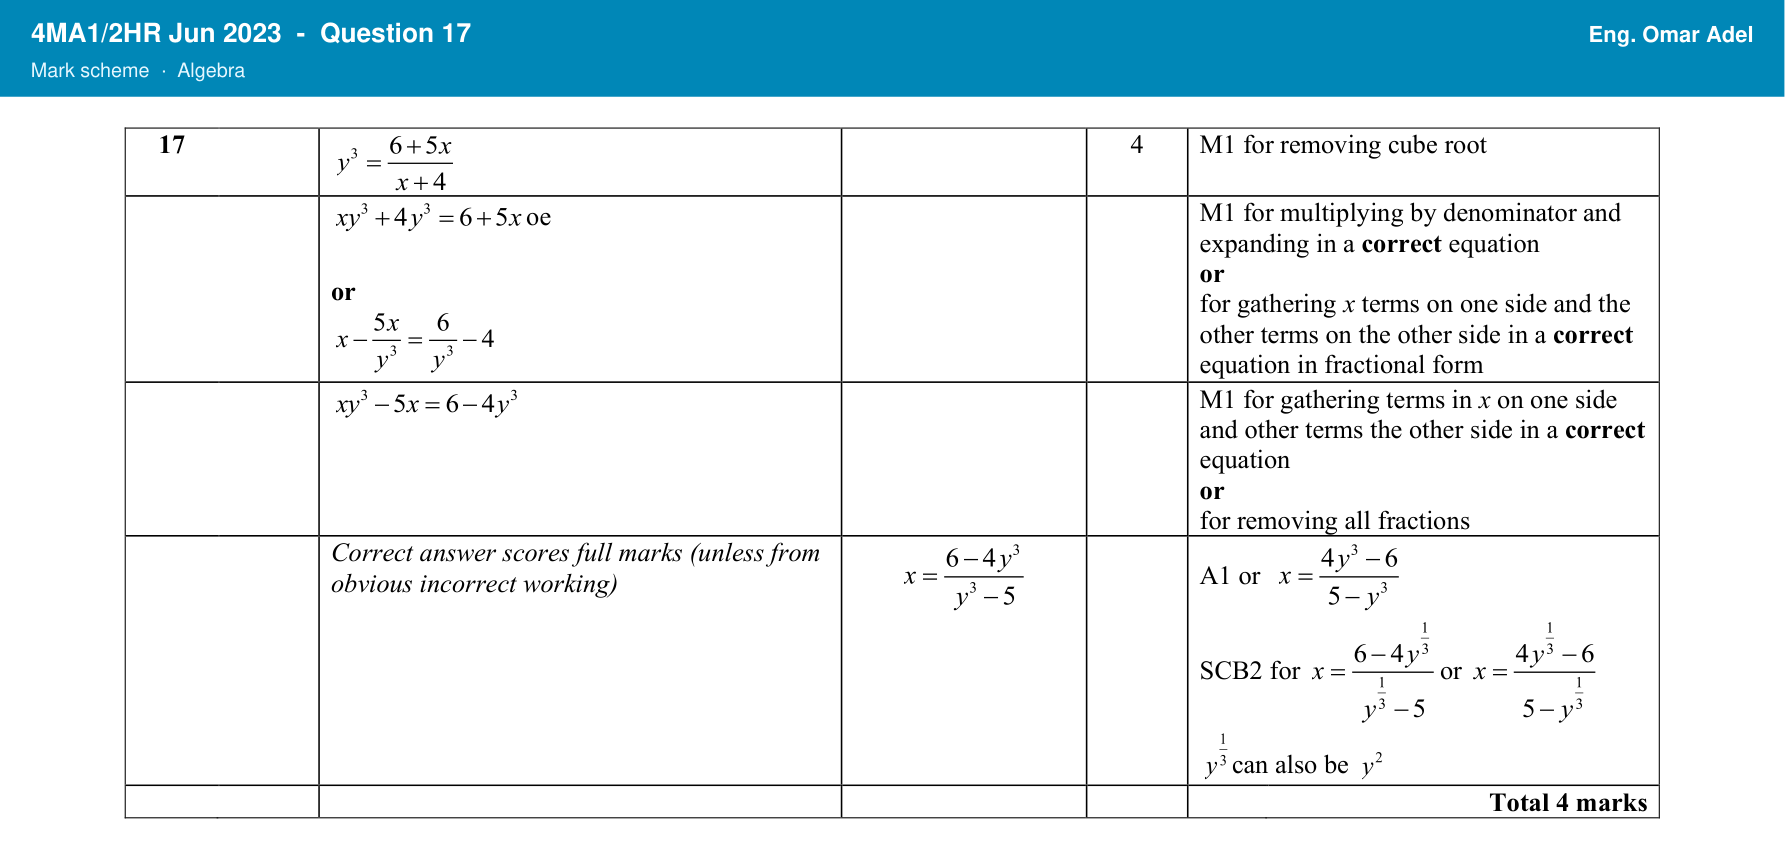 4MA1/2HR Jun 2023 - Question 17
Eng. Omar Adel
Mark scheme · Algebra
17
y³ = (6+5x)/(x+4)
4
M1 for removing cube root
xy³ + 4y³ = 6+5x oe
or
x − 5x/y³ = 6/y³ − 4
M1 for multiplying by denominator and
expanding in a correct equation
or
for gathering x terms on one side and the
other terms on the other side in a correct
equation in fractional form
xy³ − 5x = 6 − 4y³
M1 for gathering terms in x on one side
and other terms the other side in a correct
equation
or
for removing all fractions
Correct answer scores full marks (unless from
obvious incorrect working)
x = (6−4y³)/(y³−5)
A1 or x = (4y³−6)/(5−y³)
SCB2 for x = (6−4y^(1/3))/(y^(1/3)−5) or x = (4y^(1/3)−6)/(5−y^(1/3))
y^(1/3) can also be y²
Total 4 marks